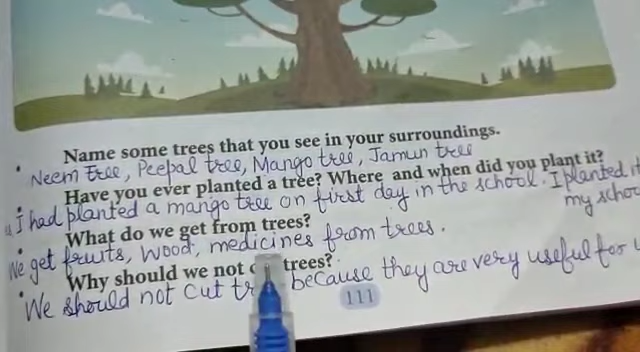 Name some trees that you see in your surroundings.
Neem tree, Peepal tree, Mango tree, Jamun tree
Have you ever planted a tree? Where and when did you plant it?
I had planted a mango tree on first day in the school. I planted it
my schoo
What do we get from trees?
We get fruits, wood, medicines from trees.
Why should we not trees?
We should not cut because they are very useful for u
111